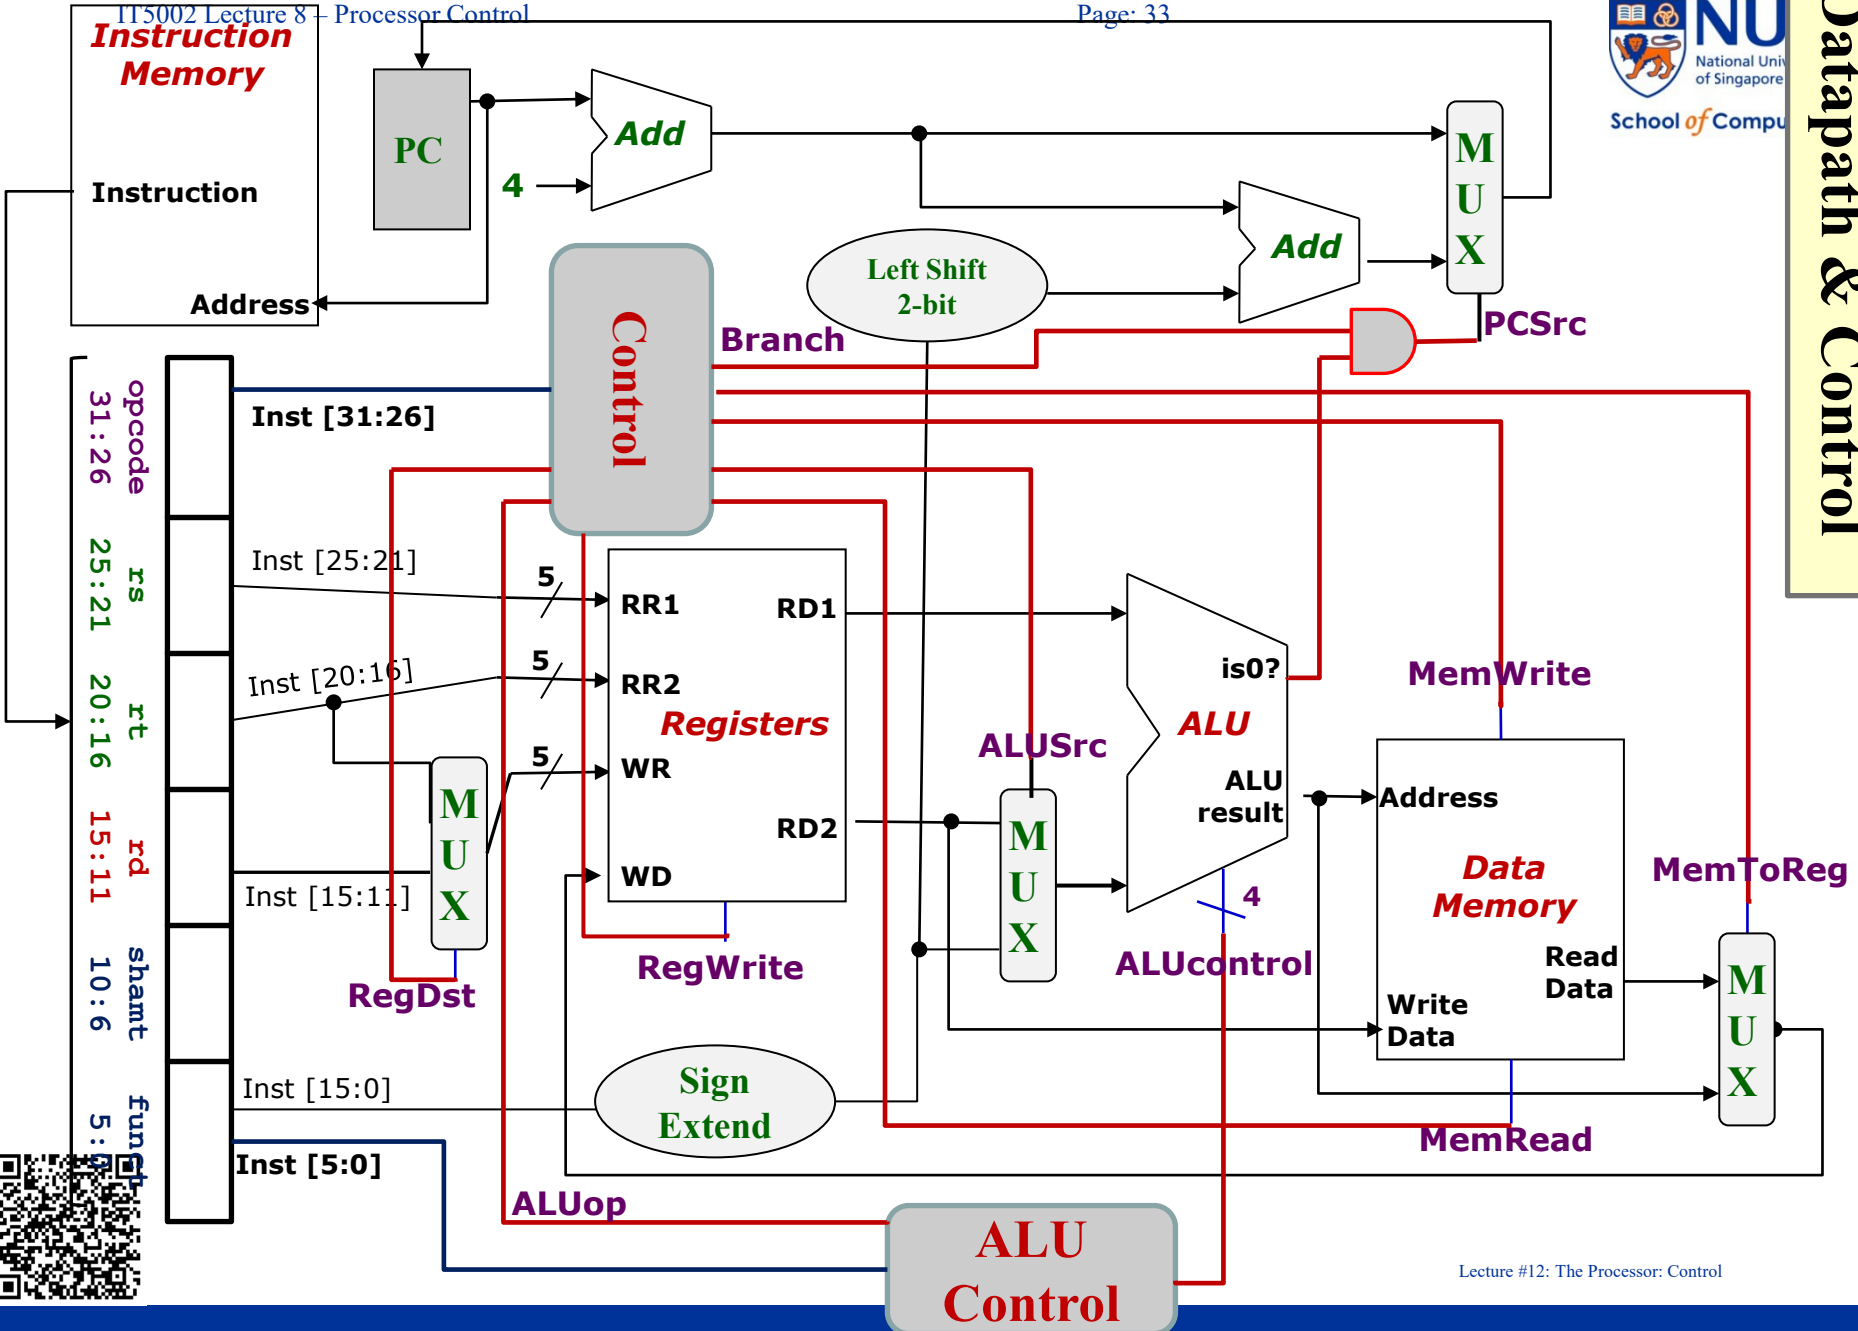 IT5002 Lecture 8 – Processor Control
Page: 33
Instruction
Memory
Instruction
Address
PC
4
Add
Add
Left Shift
2-bit
M
U
X
PCSrc
National Univ
of Singapore
NU
School of Compu
Datapath & Control
Control
Branch
opcode
31:26
rs
25:21
rt
20:16
rd
15:11
shamt
10:6
funct
5:0
Inst [31:26]
Inst [25:21]
Inst [20:16]
Inst [15:11]
Inst [15:0]
Inst [5:0]
5
5
5
M
U
X
RegDst
RR1
RR2
WR
WD
RD1
RD2
Registers
RegWrite
Sign
Extend
ALUSrc
M
U
X
is0?
ALU
ALU
result
4
ALUcontrol
MemWrite
Address
Data
Memory
Read
Data
Write
Data
MemRead
MemToReg
M
U
X
ALUop
ALU
Control
Lecture #12: The Processor: Control